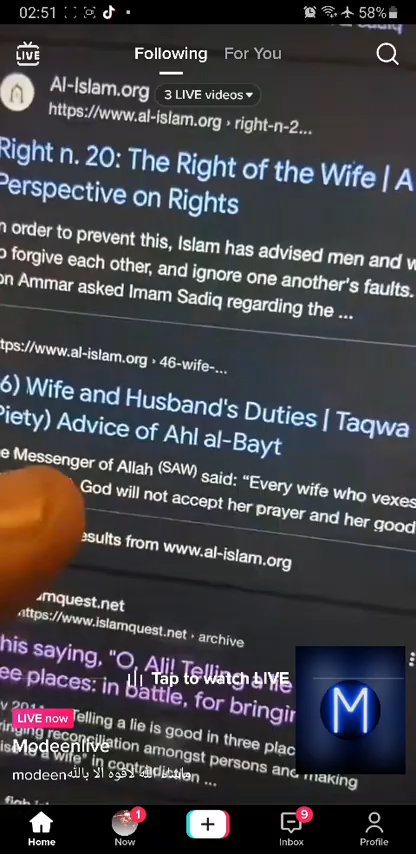 02:51
58%
LIVE
Following For You
Al-Islam.org
3 LIVE videos
https://www.al-islam.org › right-n-2...
Right n. 20: The Right of the Wife | A
Perspective on Rights
n order to prevent this, Islam has advised men and w
o forgive each other, and ignore one another's faults.
on Ammar asked Imam Sadiq regarding the ...
tps://www.al-islam.org › 46-wife-...
6) Wife and Husband's Duties | Taqwa
Piety) Advice of Ahl al-Bayt
e Messenger of Allah (SAW) said: "Every wife who vexes
God will not accept her prayer and her good
esults from www.al-islam.org
amquest.net
https://www.islamquest.net › archive
his saying, "O, Ali! Telling a lie
Tap to watch LIVE
ee places: in battle, for bringin
M
LIVE now
Telling a lie is good in three plac
Modeenlive
ringing reconciliation amongst persons and making
modeen
ise to a wife" in contradiction ...
Home
Now
1
Inbox
9
Profile